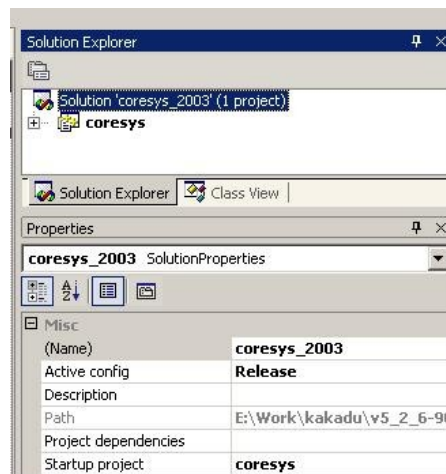 Solution Explorer
Solution 'coresys_2003' (1 project)
coresys
Solution Explorer Class View
Properties
coresys_2003 SolutionProperties
Misc
(Name) coresys_2003
Active config Release
Description
Path E:\Work\kakadu\v5_2_6-90
Project dependencies
Startup project coresys